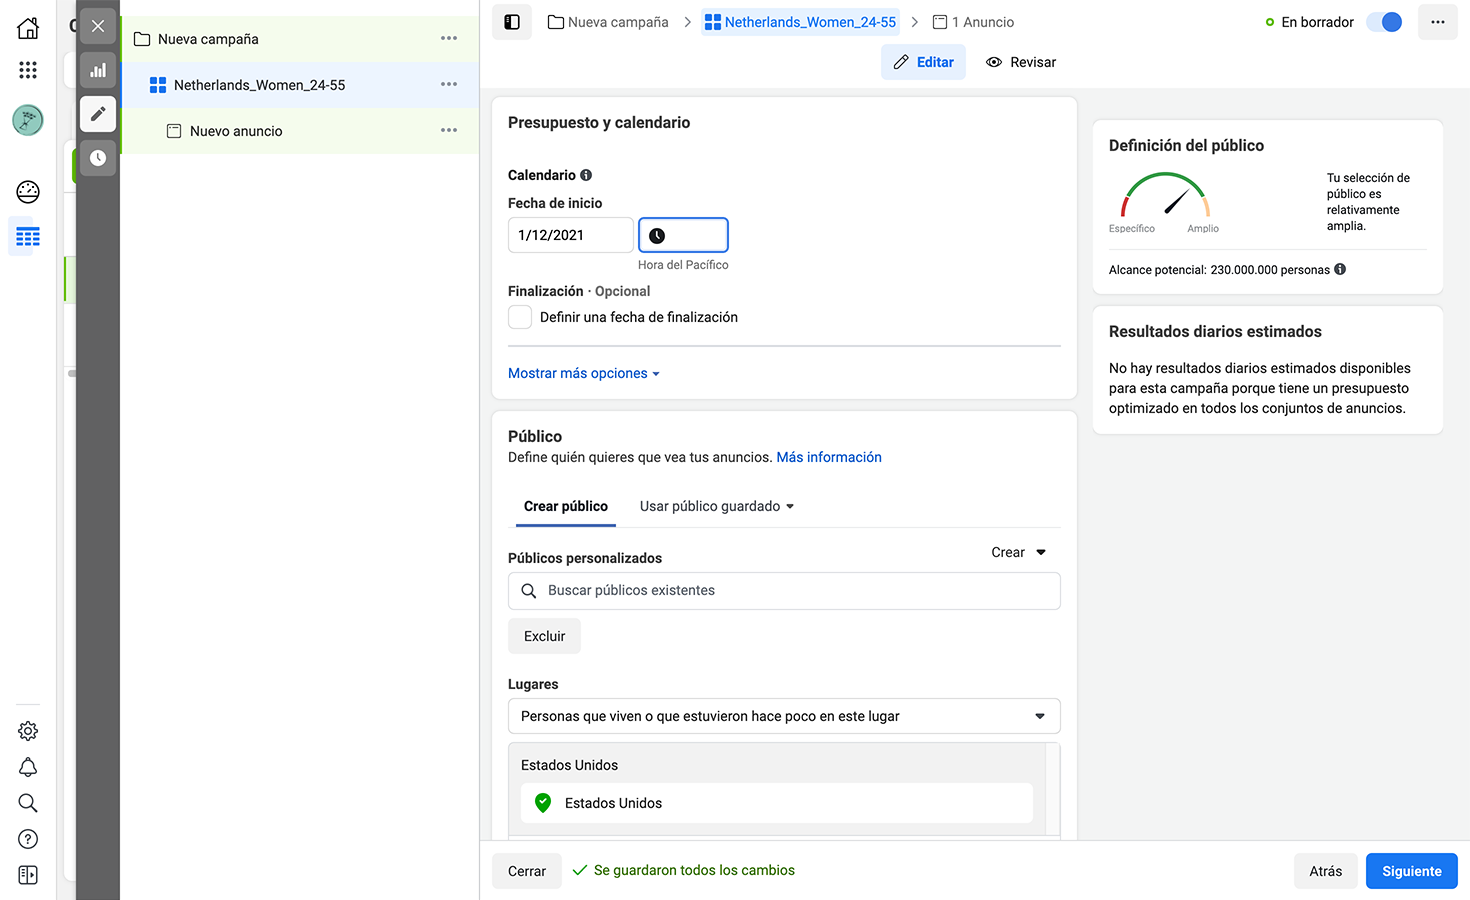 Nueva campaña
Netherlands_Women_24-55
Nuevo anuncio
Nueva campaña
Netherlands_Women_24-55
1 Anuncio
En borrador
Editar
Revisar
Presupuesto y calendario
Calendario
Fecha de inicio
1/12/2021
Hora del Pacífico
Finalización · Opcional
Definir una fecha de finalización
Mostrar más opciones
Público
Define quién quieres que vea tus anuncios. Más información
Crear público
Usar público guardado
Públicos personalizados
Crear
Buscar públicos existentes
Excluir
Lugares
Personas que viven o que estuvieron hace poco en este lugar
Estados Unidos
Estados Unidos
Definición del público
Específico
Amplio
Tu selección de
público es
relativamente
amplia.
Alcance potencial: 230.000.000 personas
Resultados diarios estimados
No hay resultados diarios estimados disponibles
para esta campaña porque tiene un presupuesto
optimizado en todos los conjuntos de anuncios.
Cerrar
Se guardaron todos los cambios
Atrás
Siguiente